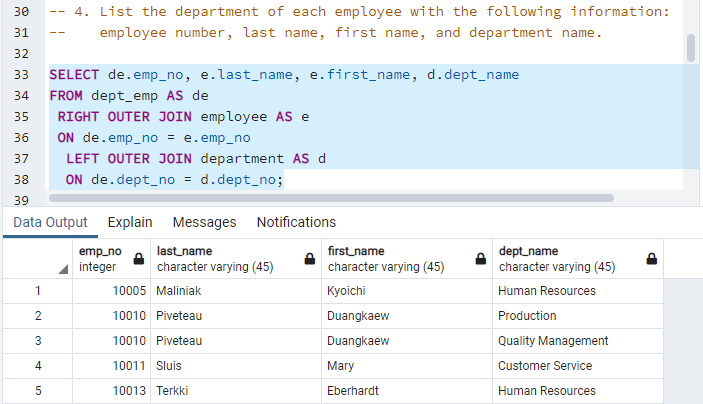 30 -- 4. List the department of each employee with the following information:
31 -- employee number, last name, first name, and department name.
32
33 SELECT de.emp_no, e.last_name, e.first_name, d.dept_name
34 FROM dept_emp AS de
35 RIGHT OUTER JOIN employee AS e
36 ON de.emp_no = e.emp_no
37 LEFT OUTER JOIN department AS d
38 ON de.dept_no = d.dept_no;
39
Data Output Explain Messages Notifications
emp_no last_name first_name dept_name
integer character varying (45) character varying (45) character varying (45)
1 10005 Maliniak Kyoichi Human Resources
2 10010 Piveteau Duangkaew Production
3 10010 Piveteau Duangkaew Quality Management
4 10011 Sluis Mary Customer Service
5 10013 Terkki Eberhardt Human Resources